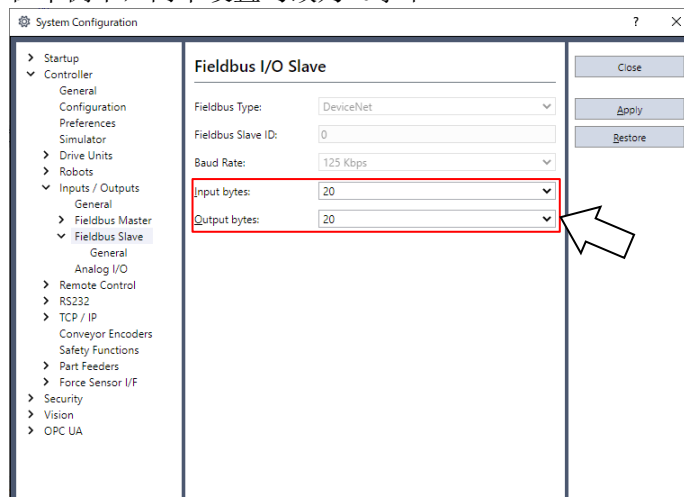 System Configuration
?
Startup
Controller
General
Configuration
Preferences
Simulator
Drive Units
Robots
Inputs / Outputs
General
Fieldbus Master
Fieldbus Slave
General
Analog I/O
Remote Control
RS232
TCP / IP
Conveyor Encoders
Safety Functions
Part Feeders
Force Sensor I/F
Security
Vision
OPC UA
Fieldbus I/O Slave
Fieldbus Type: DeviceNet
Fieldbus Slave ID: 0
Baud Rate: 125 Kbps
Input bytes: 20
Output bytes: 20
Close
Apply
Restore